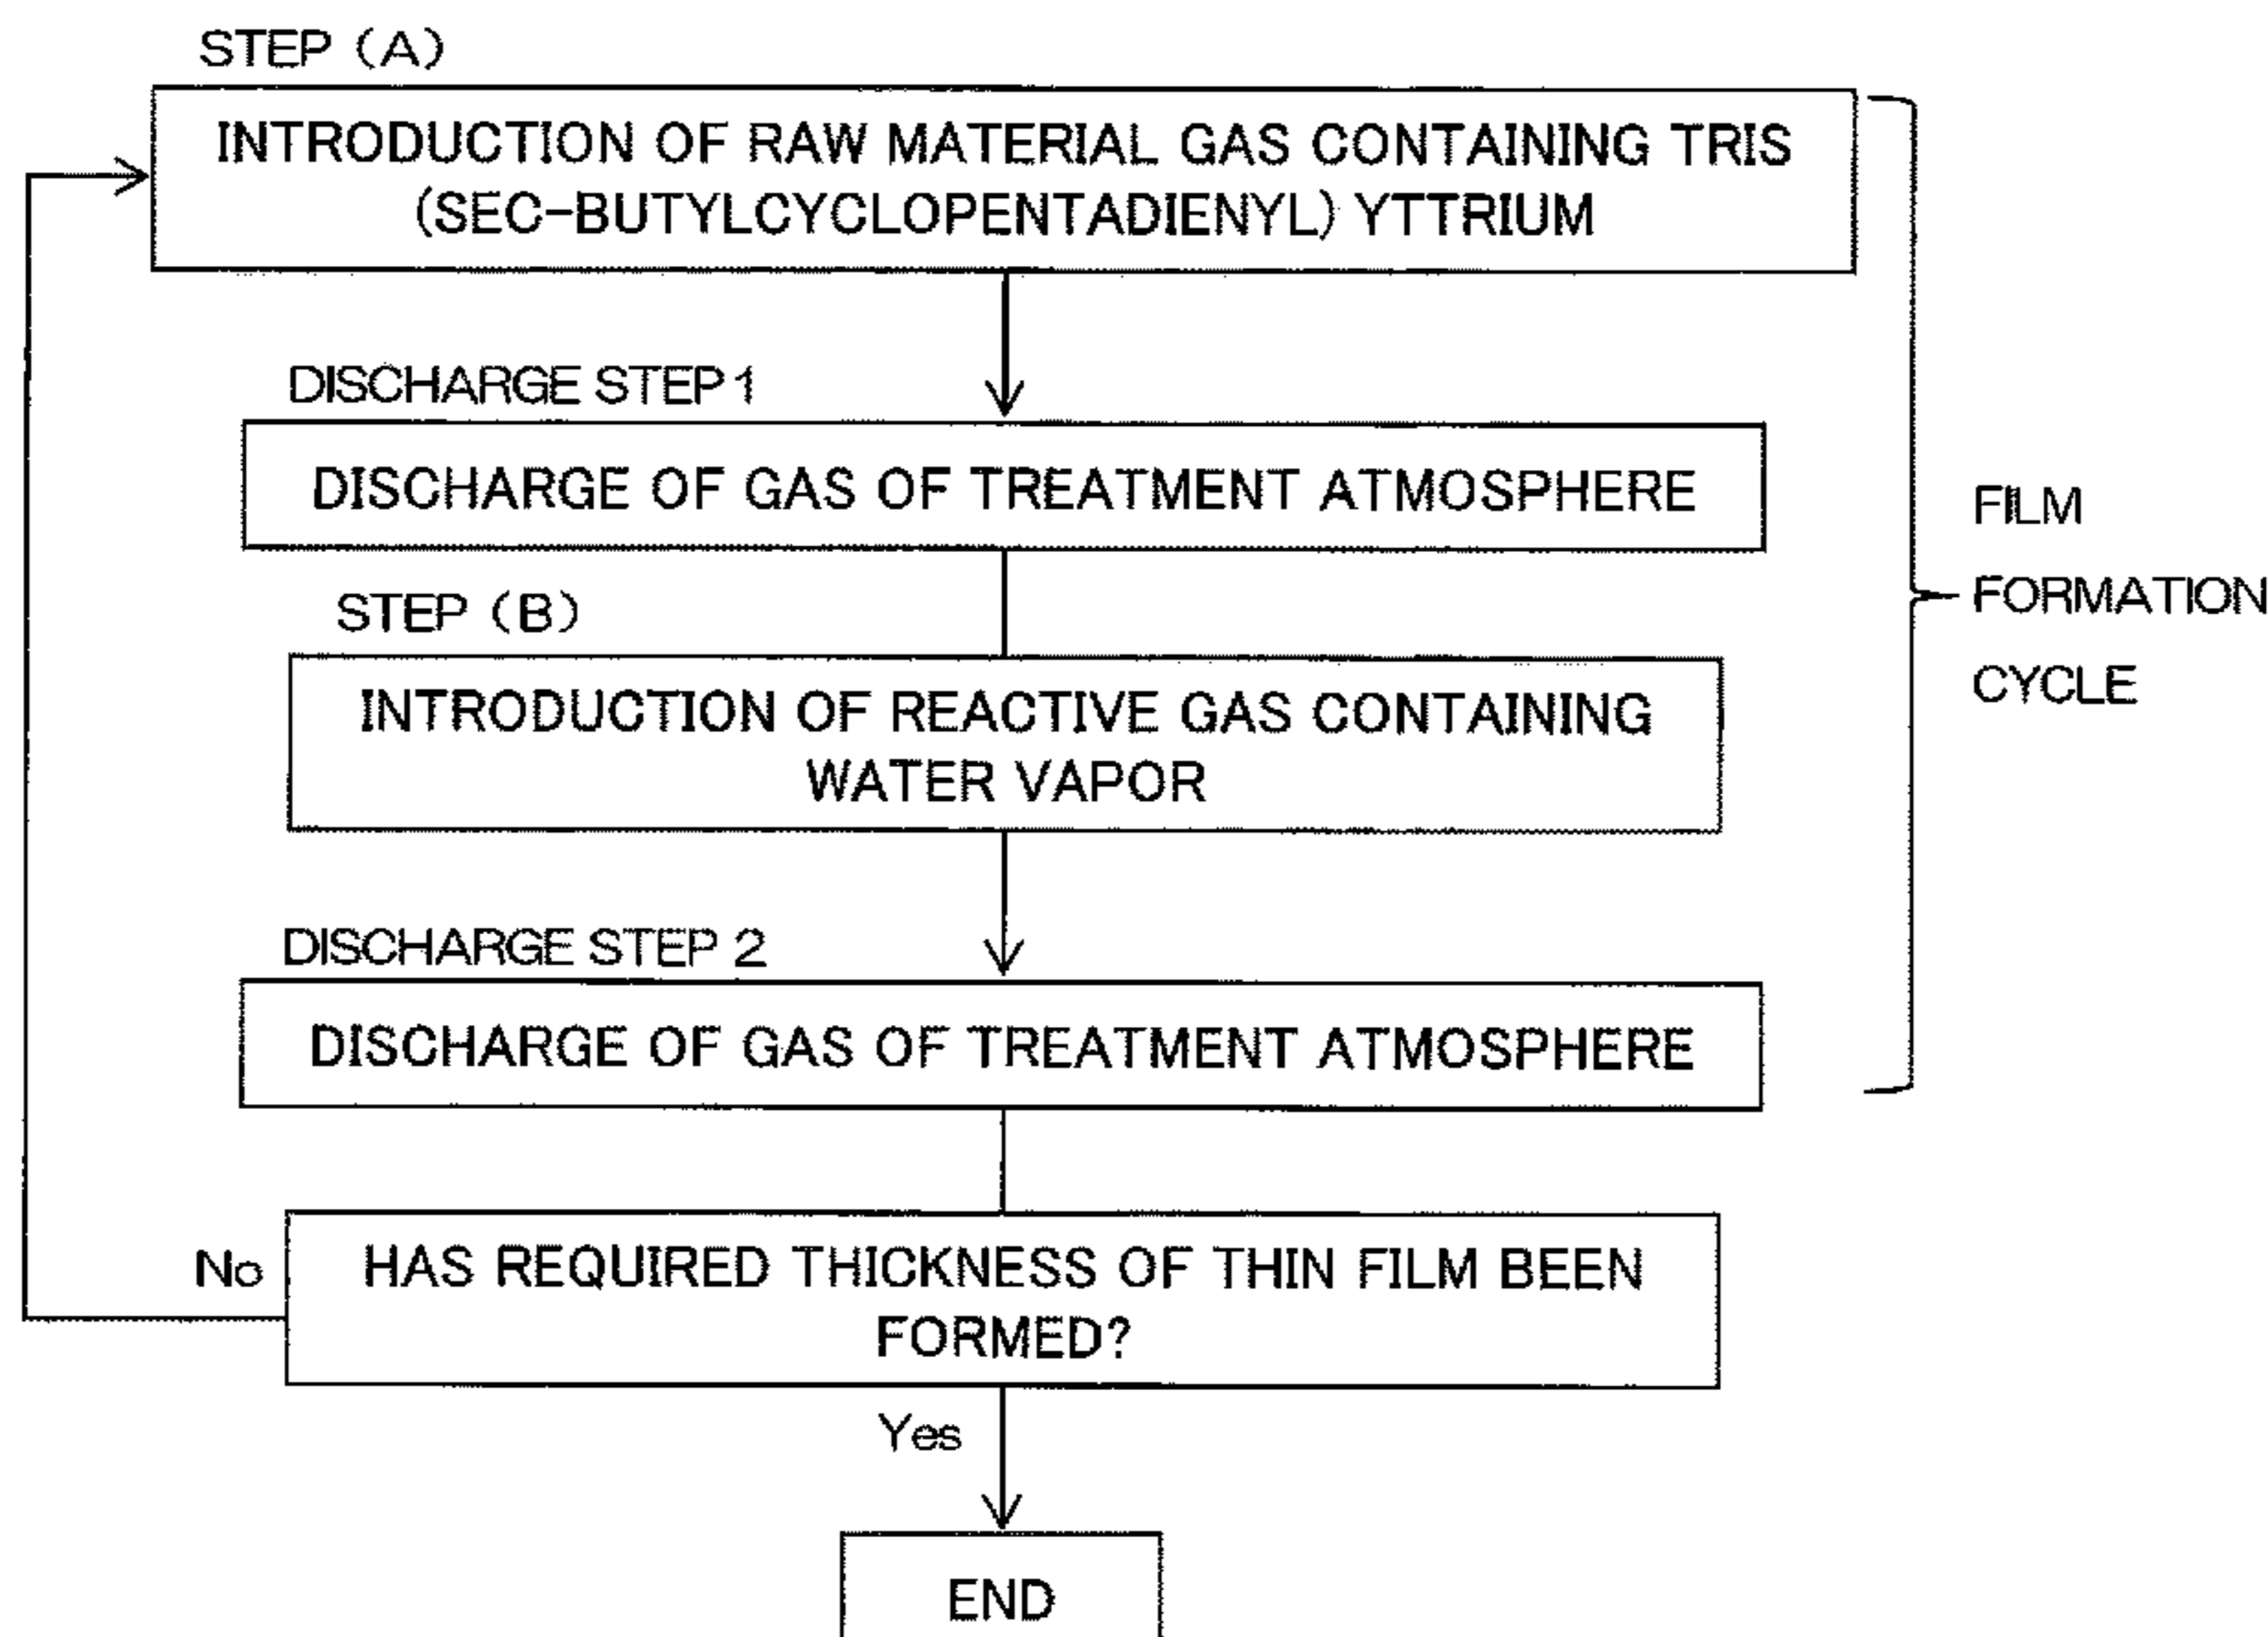 STEP (A)
INTRODUCTION OF RAW MATERIAL GAS CONTAINING TRIS
(SEC-BUTYLCYCLOPENTADIENYL) YTTRIUM
DISCHARGE STEP 1
DISCHARGE OF GAS OF TREATMENT ATMOSPHERE
FILM
FORMATION
CYCLE
STEP (B)
INTRODUCTION OF REACTIVE GAS CONTAINING
WATER VAPOR
DISCHARGE STEP 2
DISCHARGE OF GAS OF TREATMENT ATMOSPHERE
No
HAS REQUIRED THICKNESS OF THIN FILM BEEN
FORMED?
Yes
END